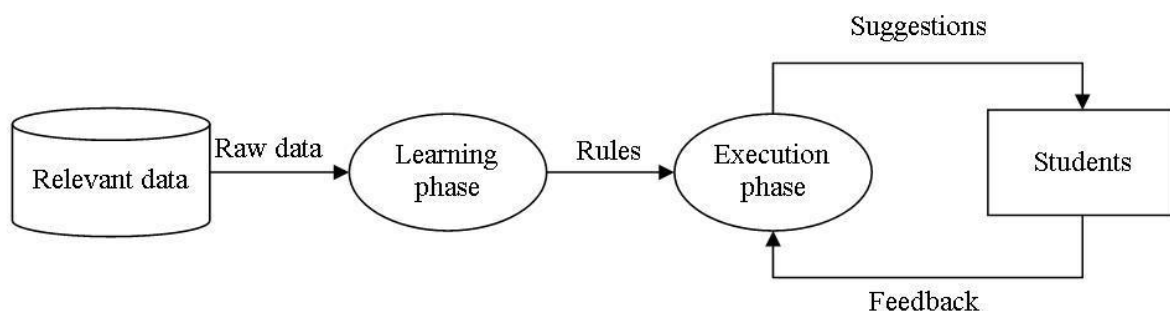 Suggestions
Relevant data
Raw data
Learning
phase
Rules
Execution
phase
Students
Feedback